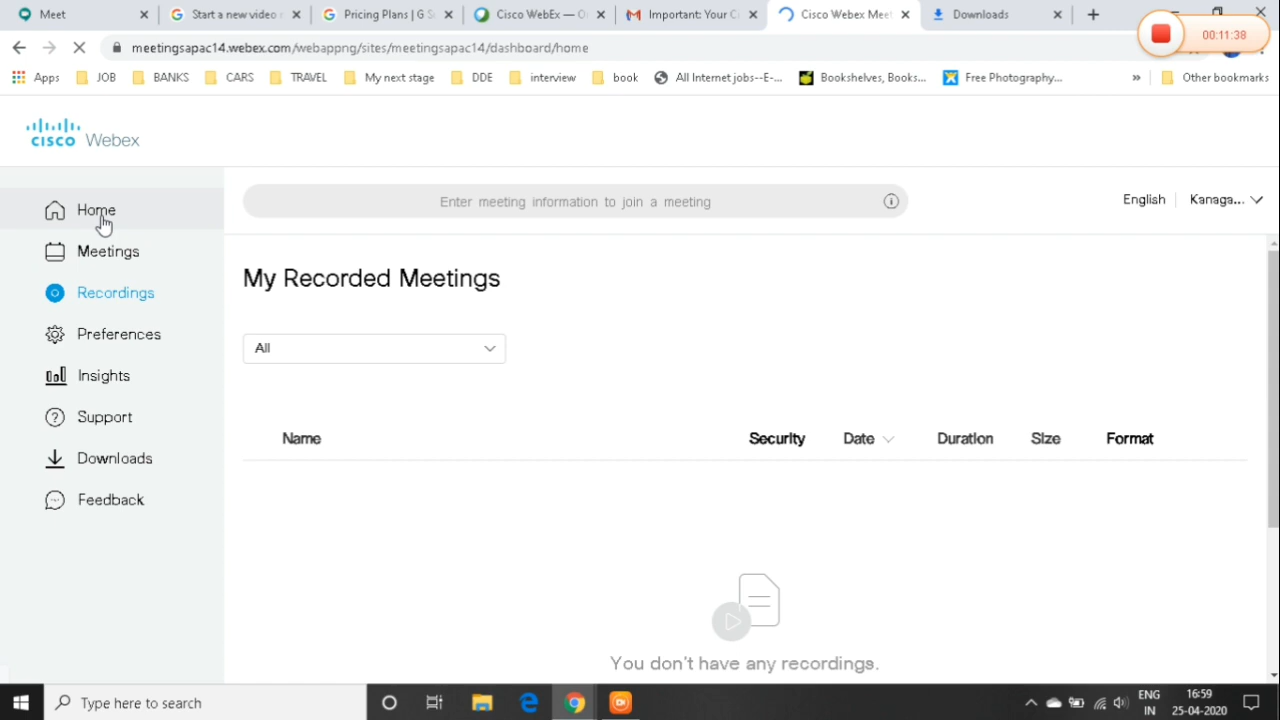 Meet
Start a new video r
Pricing Plans | G S
Cisco WebEx — O
Important: Your C
Cisco Webex Mee
Downloads
00:11:38
meetingsapac14.webex.com/webappng/sites/meetingsapac14/dashboard/home
Apps JOB BANKS CARS TRAVEL My next stage DDE interview book All Internet jobs--E-... Bookshelves, Books... Free Photography... » Other bookmarks
cisco Webex
Home
Enter meeting information to join a meeting
English
Kanaga...
Meetings
Recordings
Preferences
Insights
Support
Downloads
Feedback
My Recorded Meetings
All
Name Security Date Duration Size Format
You don't have any recordings.
Type here to search
ENG
IN
16:59
25-04-2020